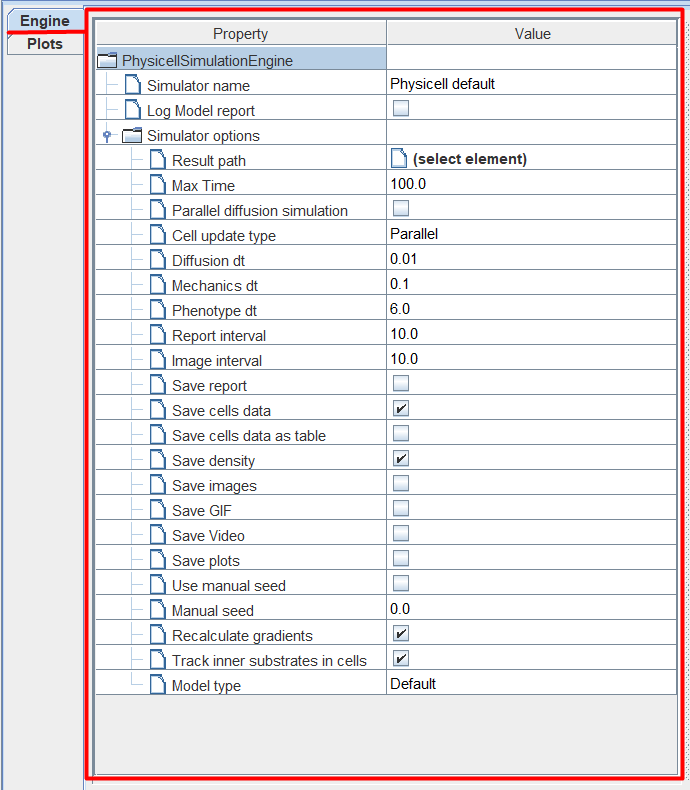 Engine
Plots
Property Value
PhysicellSimulationEngine
Simulator name Physicell default
Log Model report
Simulator options
Result path (select element)
Max Time 100.0
Parallel diffusion simulation
Cell update type Parallel
Diffusion dt 0.01
Mechanics dt 0.1
Phenotype dt 6.0
Report interval 10.0
Image interval 10.0
Save report
Save cells data
Save cells data as table
Save density
Save images
Save GIF
Save Video
Save plots
Use manual seed
Manual seed 0.0
Recalculate gradients
Track inner substrates in cells
Model type Default